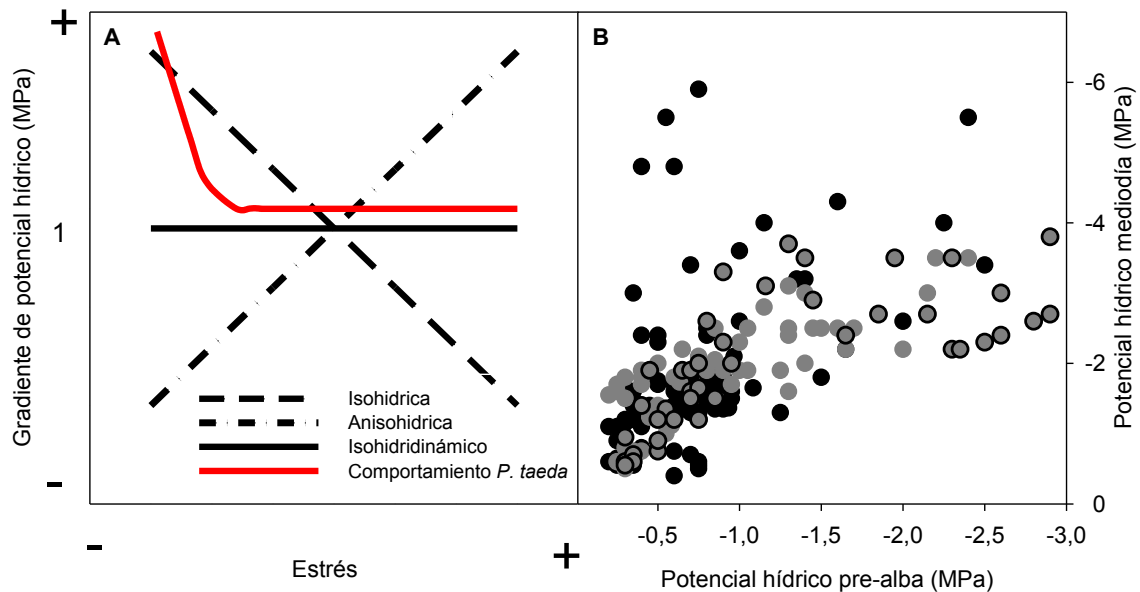 +
A
B
Gradiente de potencial hídrico (MPa)
1
-
Isohidrica
Anisohidrica
Isohidridinámico
Comportamiento P. taeda
-
Estrés
+
-6
-4
-2
0
Potencial hídrico mediodía (MPa)
-0,5 -1,0 -1,5 -2,0 -2,5 -3,0
Potencial hídrico pre-alba (MPa)